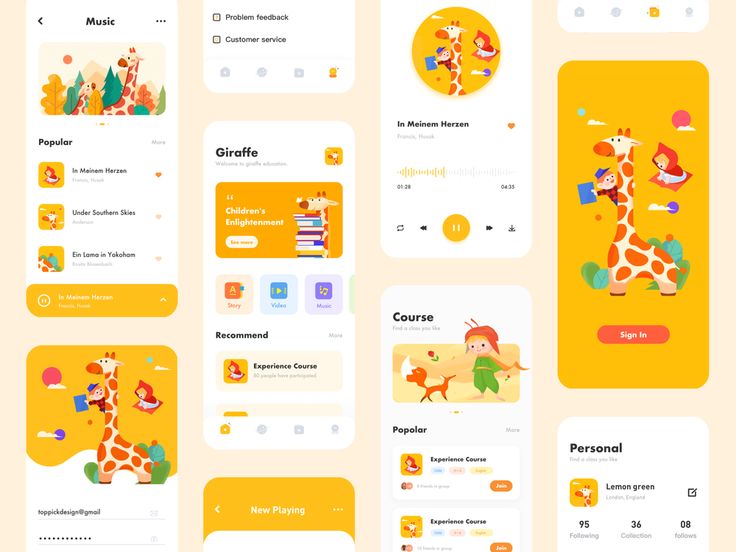 Music
Popular
More
In Meinem Herzen
Francis, Husak
Under Southern Skies
Anderson
Ein Lama in Yokoham
In Meinem Herzen
Francis, Husak
toppickdesign@gmail
Problem feedback
Customer service
Giraffe
Welcome to giraffe education.
“
Children's
Enlightenment
See more
Story
Video
Music
Recommend
More
Experience Course
80 people have participated
New Playing
In Meinem Herzen
Francis, Husak
01:28
04:35
Course
Find a class you like
Popolar
More
Experience Course
English
8 friends in group
Join
Experience Course
English
10 friends in group
Join
Sign In
Personal
Find a class you like
Lemon green
London, England
95
36
08
Following
Collection
follows